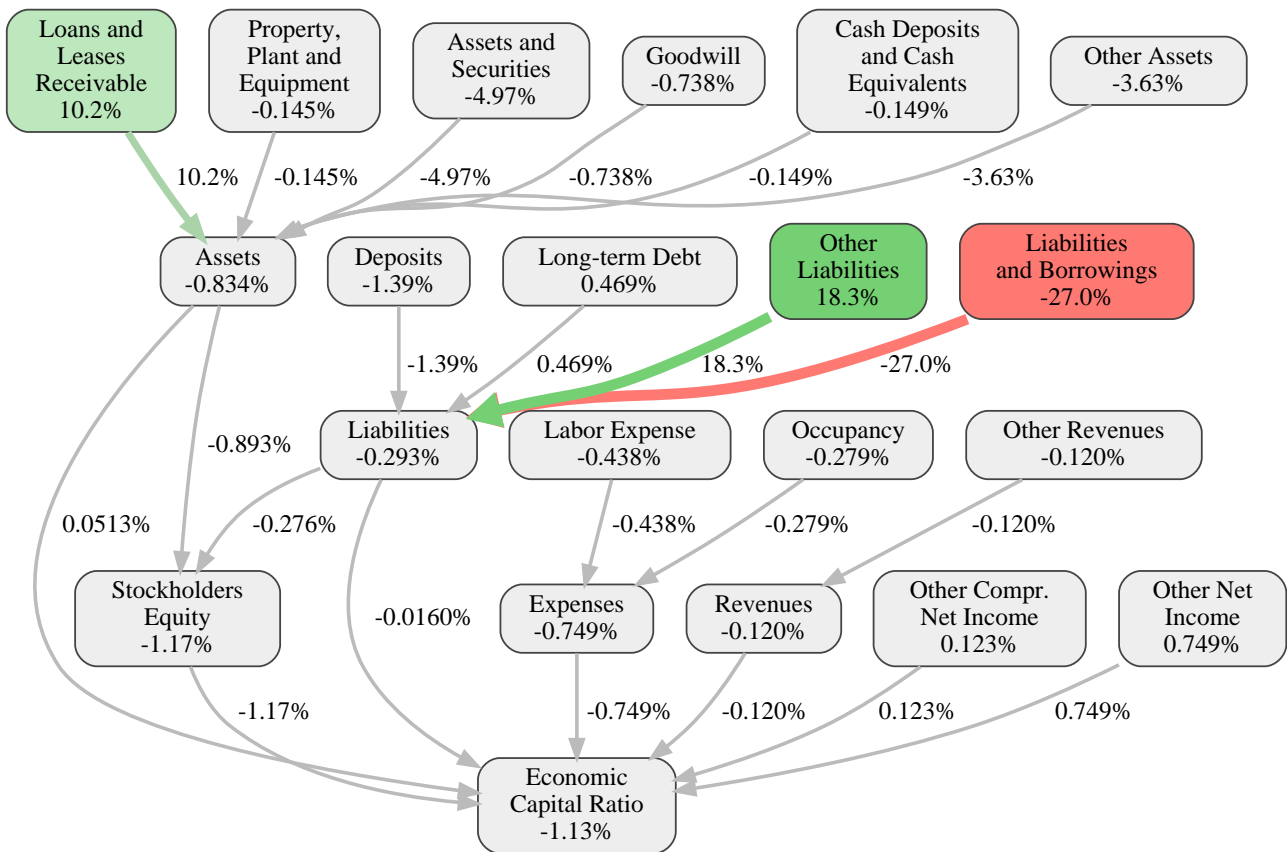 Loans and
Leases
Receivable
10.2%
Property,
Plant and
Equipment
-0.145%
Assets and
Securities
-4.97%
Goodwill
-0.738%
Cash Deposits
and Cash
Equivalents
-0.149%
Other Assets
-3.63%
10.2%
-0.145%
-4.97%
-0.738%
-0.149%
-3.63%
Assets
-0.834%
Deposits
-1.39%
Long-term Debt
0.469%
Other
Liabilities
18.3%
Liabilities
and Borrowings
-27.0%
-1.39%
0.469%
18.3%
-27.0%
-0.893%
Liabilities
-0.293%
Labor Expense
-0.438%
Occupancy
-0.279%
Other Revenues
-0.120%
0.0513%
-0.276%
-0.438%
-0.279%
-0.120%
Stockholders
Equity
-1.17%
-0.0160%
Expenses
-0.749%
Revenues
-0.120%
Other Compr.
Net Income
0.123%
Other Net
Income
0.749%
-1.17%
-0.749%
-0.120%
0.123%
0.749%
Economic
Capital Ratio
-1.13%